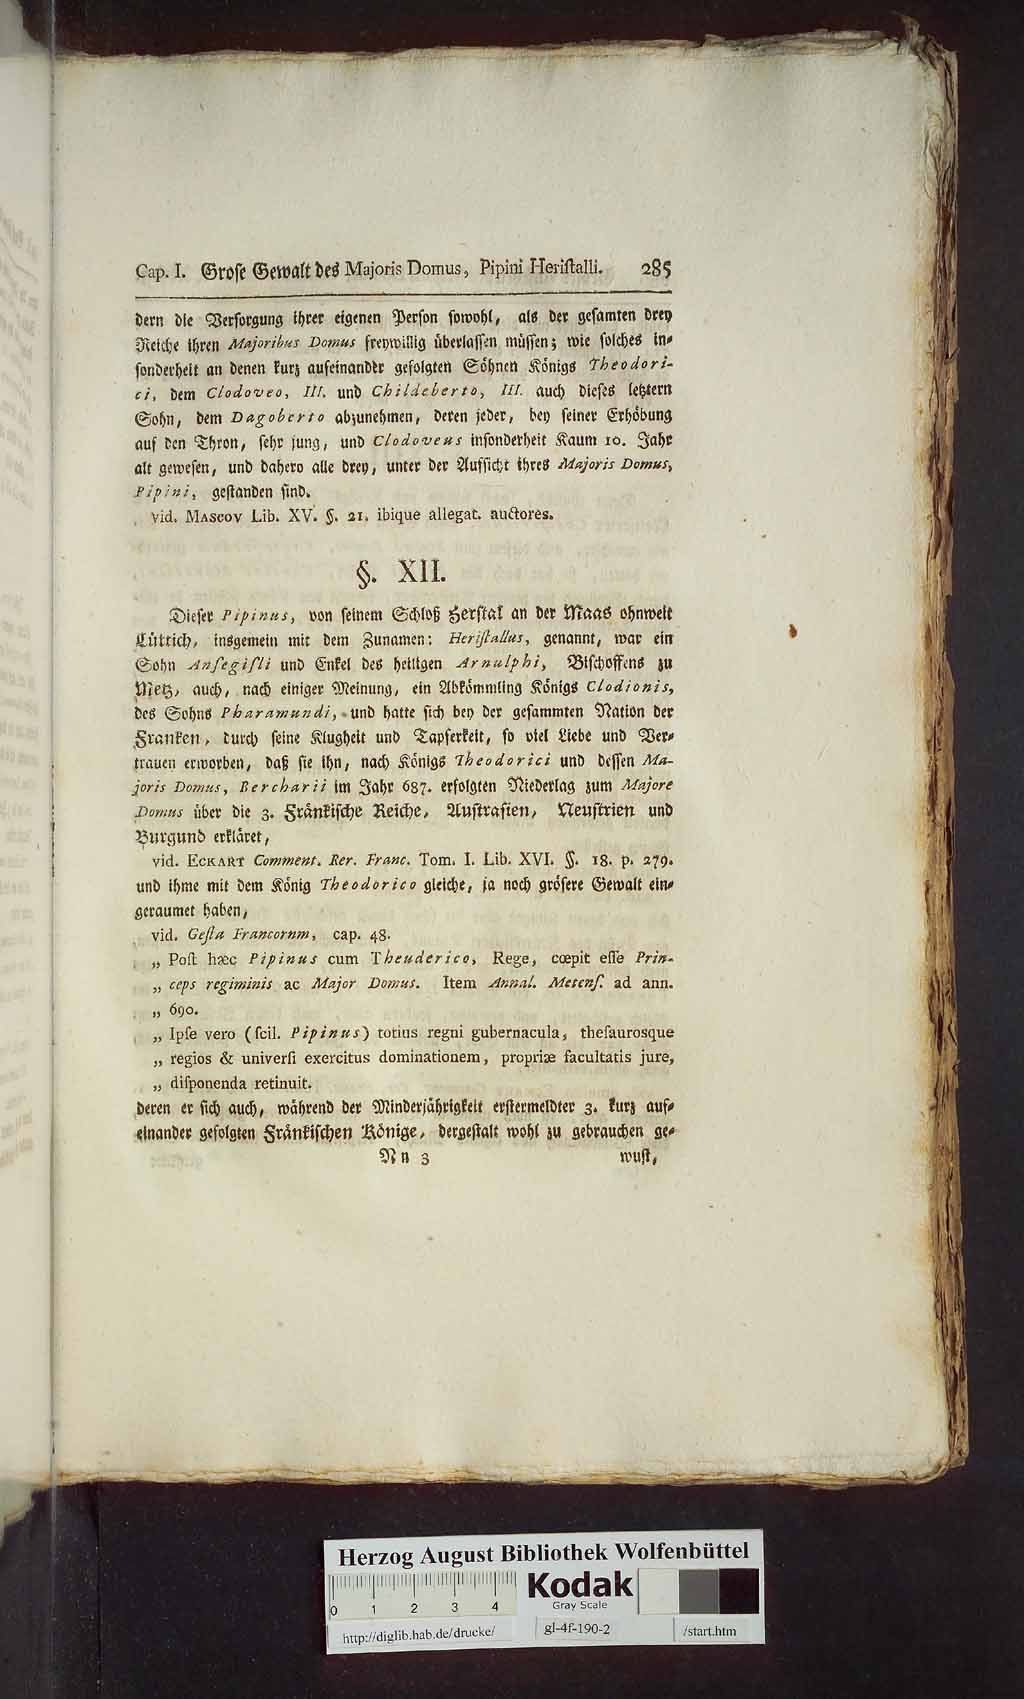 Cap. I. Grose Gewalt des Majoris Domus, Pipini Heriſtalli. 285
dern die Verſorgung ihrer eigenen Perſon ſowohl, als der geſamten drey
Reiche ihren Majoribus Domus freywillig überlaſſen müſſen; wie ſolches in-
ſonderheit an denen kurz aufeinander gefolgten Söhnen Königs Theodori-
ci, dem Clodoveo, III. und Childeberto, III. auch dieſes letztern
Sohn, dem Dagoberto abzunehmen, deren jeder, bey ſeiner Erhöbung
auf den Thron, ſehr jung, und Clodoveus inſonderheit Kaum 10. Jahr
alt geweſen, und dahero alle drey, unter der Aufſicht ihres Majoris Domus,
Pipini, geſtanden ſind.
vid. MASCOV Lib. XV. §. 21. ibique allegat. auctores.
§. XII.
Dieſer Pipinus, von ſeinem Schloß Herſtal an der Maas ohnweit
Lüttich, insgemein mit dem Zunamen: Heriſtallus, genannt, war ein
Sohn Anſegiſli und Enkel des heiligen Arnulphi, Biſchoffens zu
Metz, auch, nach einiger Meinung, ein Abkömmling Königs Clodionis,
des Sohns Pharamundi, und hatte ſich bey der geſammten Nation der
Franken, durch ſeine Klugheit und Tapferkeit, ſo viel Liebe und Ver-
trauen erworben, daß ſie ihn, nach Königs Theodorici und deſſen Ma-
joris Domus, Bercharii im Jahr 687. erfolgten Niederlag zum Majore
Domus über die 3. Fränkiſche Reiche, Auſtraſien, Neuſtrien und
Burgund erkläret,
vid. ECKART Comment. Rer. Franc. Tom. I. Lib. XVI. §. 18. p. 279.
und ihme mit dem König Theodorico gleiche, ja noch gröſere Gewalt ein-
geraumet haben,
vid. Geſta Francornm, cap. 48.
„ Poſt hæc Pipinus cum Theuderico, Rege, cœpit eſſe Prin-
„ ceps regiminis ac Major Domus. Item Annal. Metenſ. ad ann.
„ 690.
„ Ipſe vero (ſcil. Pipinus) totius regni gubernacula, theſaurosque
„ regios & univerſi exercitus dominationem, propriæ facultatis jure,
„ diſponenda retinuit.
deren er ſich auch, während der Minderjährigkeit erſtermeldter 3. kurz auf-
einander gefolgten Fränkiſchen Könige, dergeſtalt wohl zu gebrauchen ge-
Nn 3 wuſt,
Herzog August Bibliothek Wolfenbüttel
0 1 2 3 4
Kodak
Gray Scale
http://diglib.hab.de/drucke/ gl-4f-190-2 /start.htm